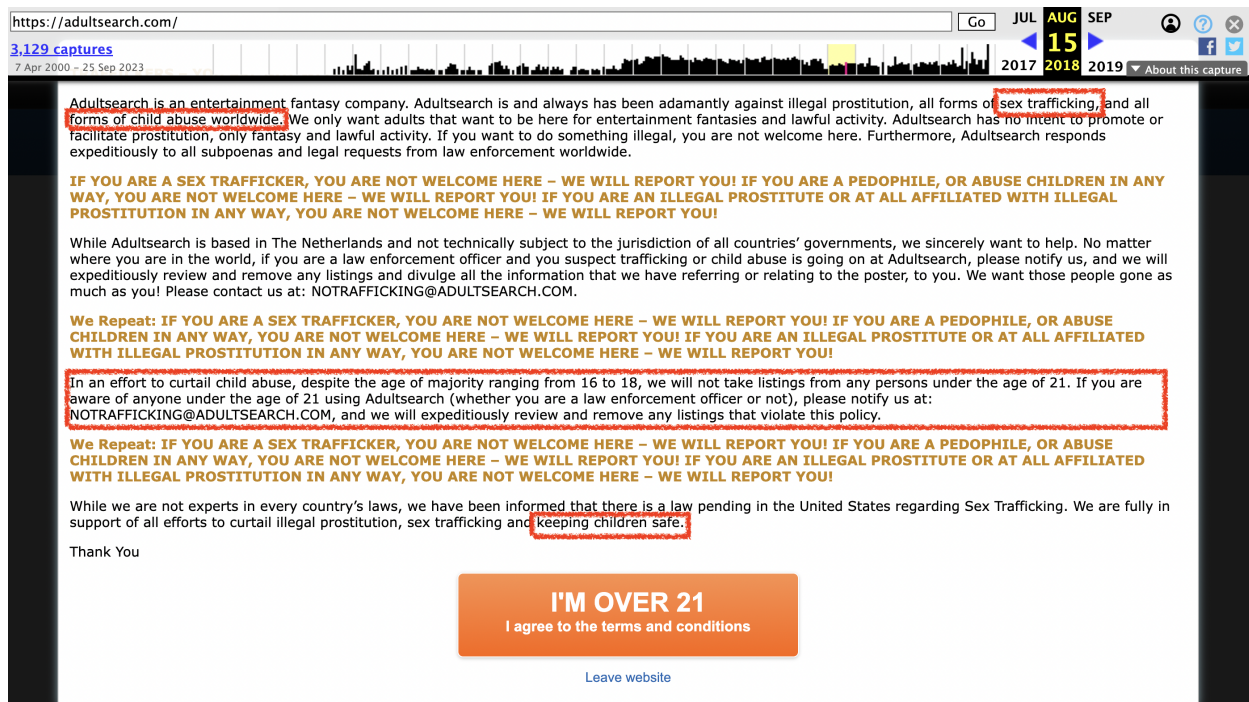 https://adultsearch.com/
Go
JUL AUG SEP
3,129 captures
15
7 Apr 2000 – 25 Sep 2023
2017 2018 2019
About this capture
Adultsearch is an entertainment fantasy company. Adultsearch is and always has been adamantly against illegal prostitution, all forms of sex trafficking, and all
forms of child abuse worldwide. We only want adults that want to be here for entertainment fantasies and lawful activity. Adultsearch has no intent to promote or
facilitate prostitution, only fantasy and lawful activity. If you want to do something illegal, you are not welcome here. Furthermore, Adultsearch responds
expeditiously to all subpoenas and legal requests from law enforcement worldwide.
IF YOU ARE A SEX TRAFFICKER, YOU ARE NOT WELCOME HERE – WE WILL REPORT YOU! IF YOU ARE A PEDOPHILE, OR ABUSE CHILDREN IN ANY
WAY, YOU ARE NOT WELCOME HERE – WE WILL REPORT YOU! IF YOU ARE AN ILLEGAL PROSTITUTE OR AT ALL AFFILIATED WITH ILLEGAL
PROSTITUTION IN ANY WAY, YOU ARE NOT WELCOME HERE – WE WILL REPORT YOU!
While Adultsearch is based in The Netherlands and not technically subject to the jurisdiction of all countries’ governments, we sincerely want to help. No matter
where you are in the world, if you are a law enforcement officer and you suspect trafficking or child abuse is going on at Adultsearch, please notify us, and we will
expeditiously review and remove any listings and divulge all the information that we have referring or relating to the poster, to you. We want those people gone as
much as you! Please contact us at: NOTRAFFICKING@ADULTSEARCH.COM.
We Repeat: IF YOU ARE A SEX TRAFFICKER, YOU ARE NOT WELCOME HERE – WE WILL REPORT YOU! IF YOU ARE A PEDOPHILE, OR ABUSE
CHILDREN IN ANY WAY, YOU ARE NOT WELCOME HERE – WE WILL REPORT YOU! IF YOU ARE AN ILLEGAL PROSTITUTE OR AT ALL AFFILIATED
WITH ILLEGAL PROSTITUTION IN ANY WAY, YOU ARE NOT WELCOME HERE – WE WILL REPORT YOU!
In an effort to curtail child abuse, despite the age of majority ranging from 16 to 18, we will not take listings from any persons under the age of 21. If you are
aware of anyone under the age of 21 using Adultsearch (whether you are a law enforcement officer or not), please notify us at:
NOTRAFFICKING@ADULTSEARCH.COM, and we will expeditiously review and remove any listings that violate this policy.
We Repeat: IF YOU ARE A SEX TRAFFICKER, YOU ARE NOT WELCOME HERE – WE WILL REPORT YOU! IF YOU ARE A PEDOPHILE, OR ABUSE
CHILDREN IN ANY WAY, YOU ARE NOT WELCOME HERE – WE WILL REPORT YOU! IF YOU ARE AN ILLEGAL PROSTITUTE OR AT ALL AFFILIATED
WITH ILLEGAL PROSTITUTION IN ANY WAY, YOU ARE NOT WELCOME HERE – WE WILL REPORT YOU!
While we are not experts in every country’s laws, we have been informed that there is a law pending in the United States regarding Sex Trafficking. We are fully in
support of all efforts to curtail illegal prostitution, sex trafficking and keeping children safe.
Thank You
I'M OVER 21
I agree to the terms and conditions
Leave website